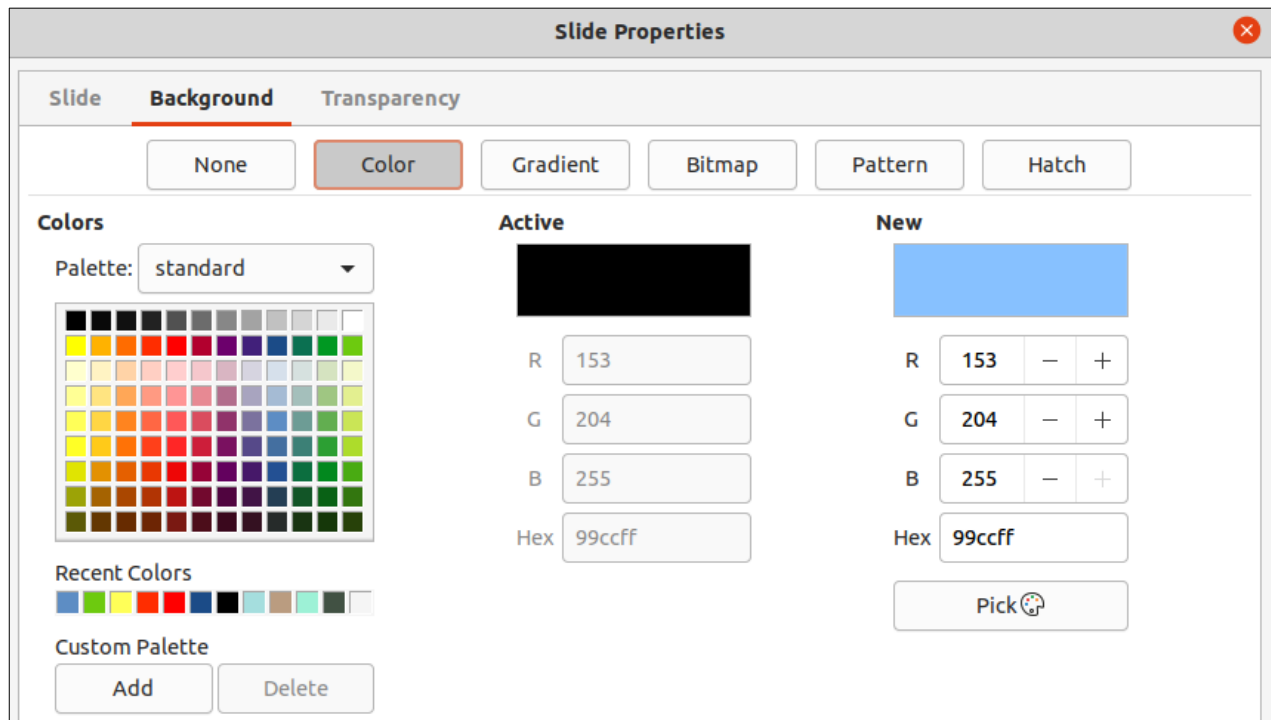 Slide Properties
Slide Background Transparency
None Color Gradient Bitmap Pattern Hatch
Colors Active New
Palette: standard
R 153 R 153 − +
G 204 G 204 − +
B 255 B 255 − +
Hex 99ccff Hex 99ccff
Recent Colors
Pick
Custom Palette
Add Delete